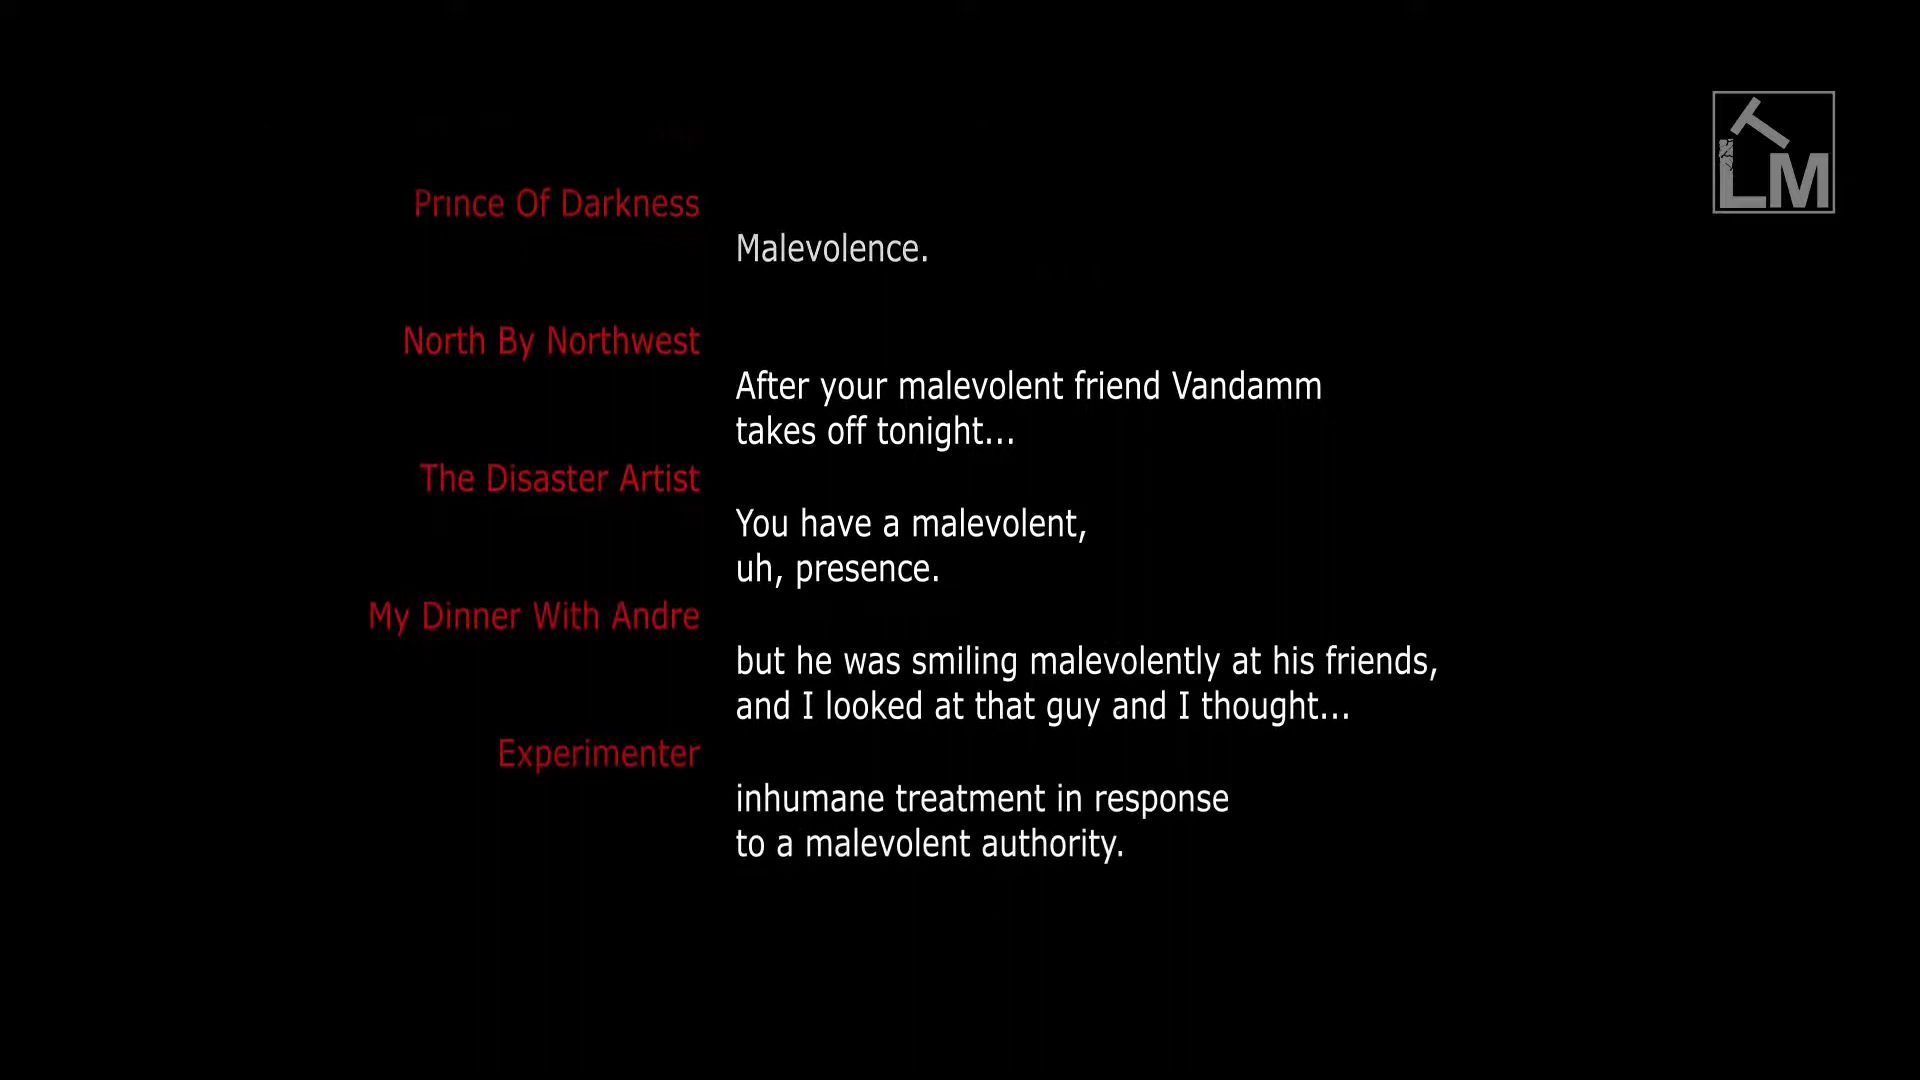 Prince Of Darkness
Malevolence.
North By Northwest
After your malevolent friend Vandamm
takes off tonight...
The Disaster Artist
You have a malevolent,
uh, presence.
My Dinner With Andre
but he was smiling malevolently at his friends,
and I looked at that guy and I thought...
Experimenter
inhumane treatment in response
to a malevolent authority.
TLM